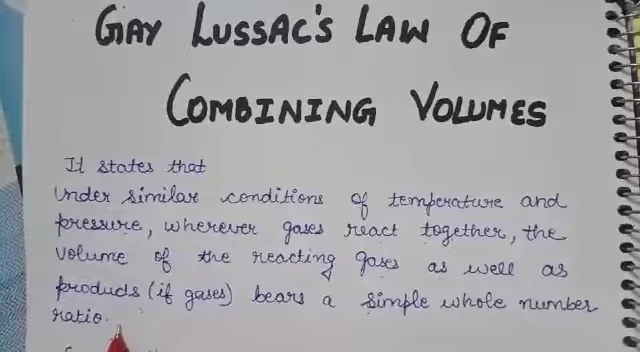 GAY LUSSAC'S LAW OF
COMBINING VOLUMES
It states that
Under similar conditions of temperature and
pressure, wherever gases react together, the
volume of the reacting gases as well as
products (if gases) bears a simple whole number
ratio.